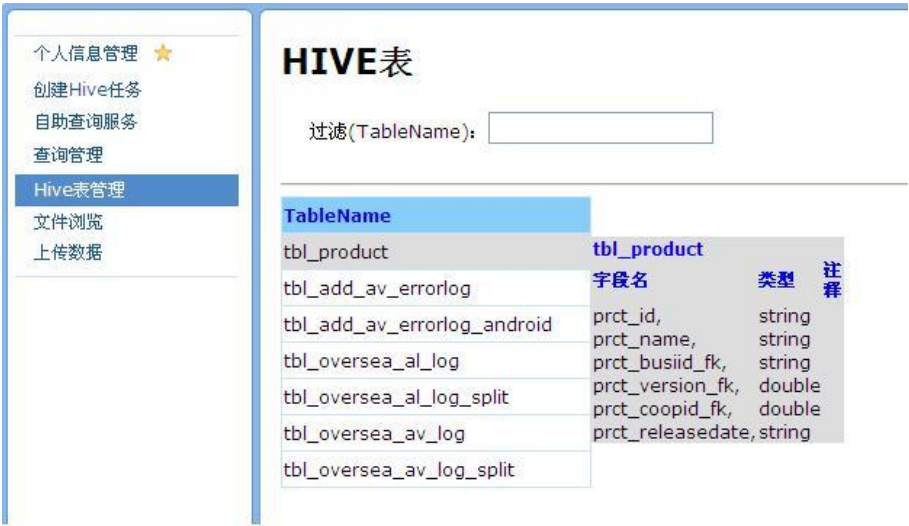 个人信息管理
创建Hive任务
自助查询服务
查询管理
Hive表管理
文件浏览
上传数据
HIVE表
过滤(TableName):
TableName
tbl_product
tbl_add_av_errorlog
tbl_add_av_errorlog_android
tbl_oversea_al_log
tbl_oversea_al_log_split
tbl_oversea_av_log
tbl_oversea_av_log_split
tbl_product
字段名 类型 注释
prct_id, string
prct_name, string
prct_busiid_fk, string
prct_version_fk, double
prct_coopid_fk, double
prct_releasedate, string